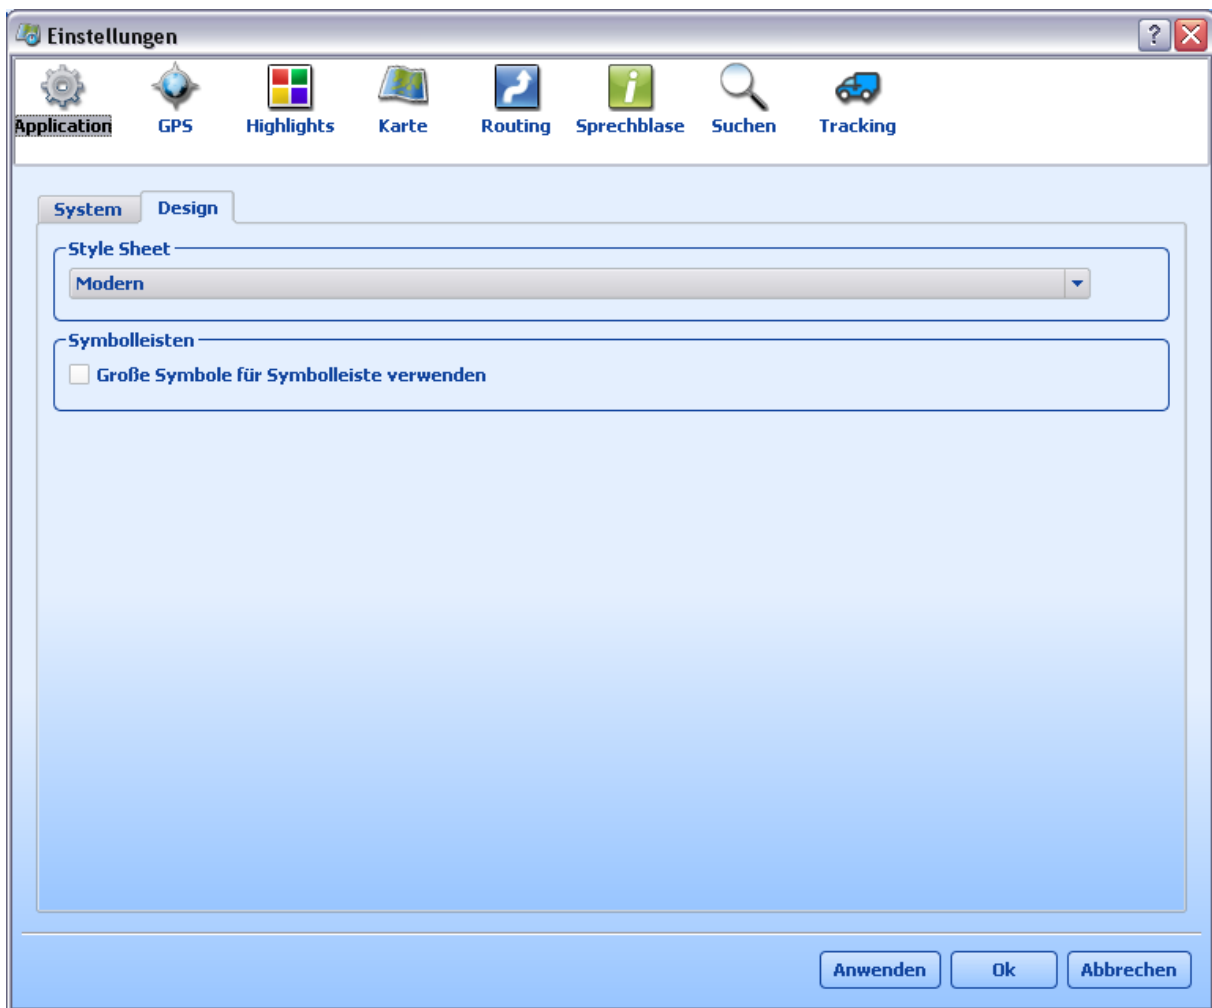 Einstellungen
?
Application GPS Highlights Karte Routing Sprechblase Suchen Tracking
System Design
Style Sheet
Modern
Symbolleisten
Große Symbole für Symbolleiste verwenden
Anwenden Ok Abbrechen